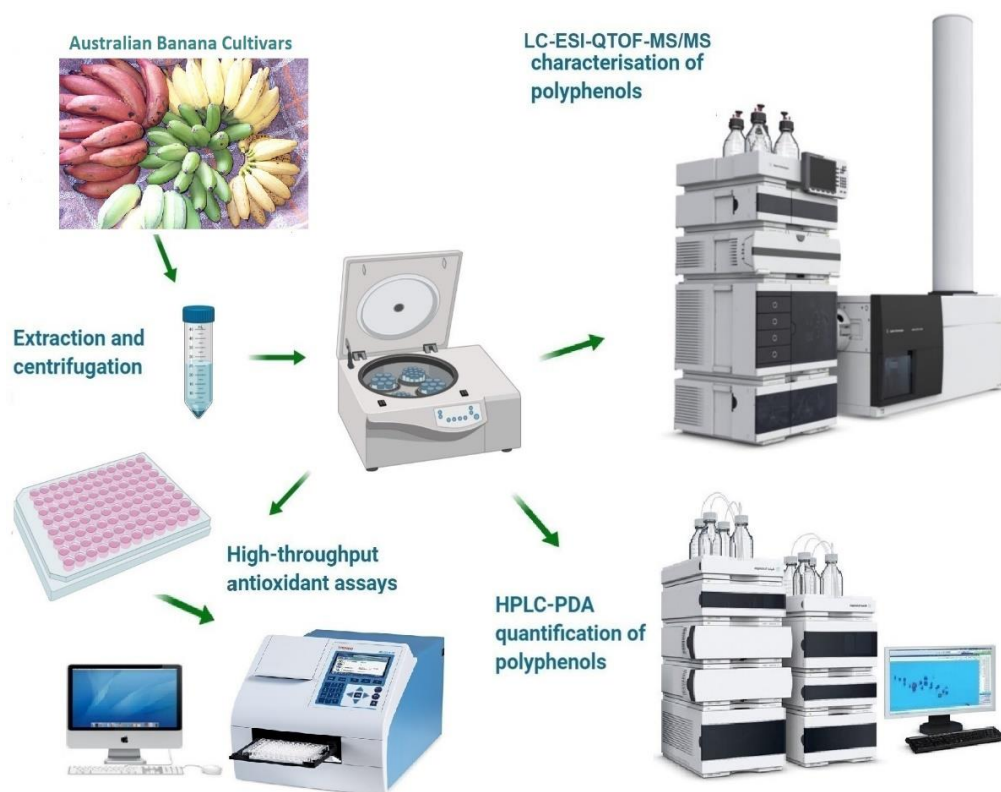 Australian Banana Cultivars
LC-ESI-QTOF-MS/MS
characterisation of
polyphenols
Extraction and
centrifugation
High-throughput
antioxidant assays
HPLC-PDA
quantification of
polyphenols